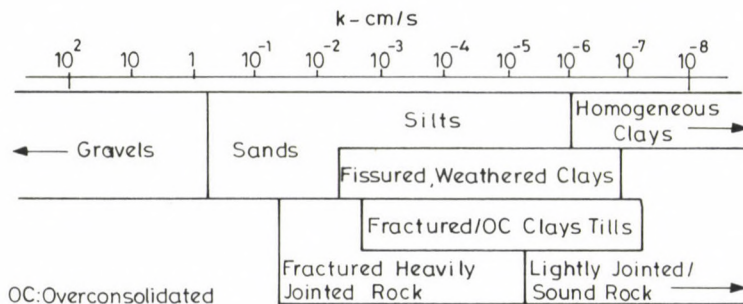 k-cm/s
10² 10 1 10⁻¹ 10⁻² 10⁻³ 10⁻⁴ 10⁻⁵ 10⁻⁶ 10⁻⁷ 10⁻⁸
Homogeneous
Clays
Silts
Gravels Sands
Fissured, Weathered Clays
Fractured/OC Clays Tills
Fractured Heavily
Jointed Rock
Lightly Jointed/
Sound Rock
OC:Overconsolidated